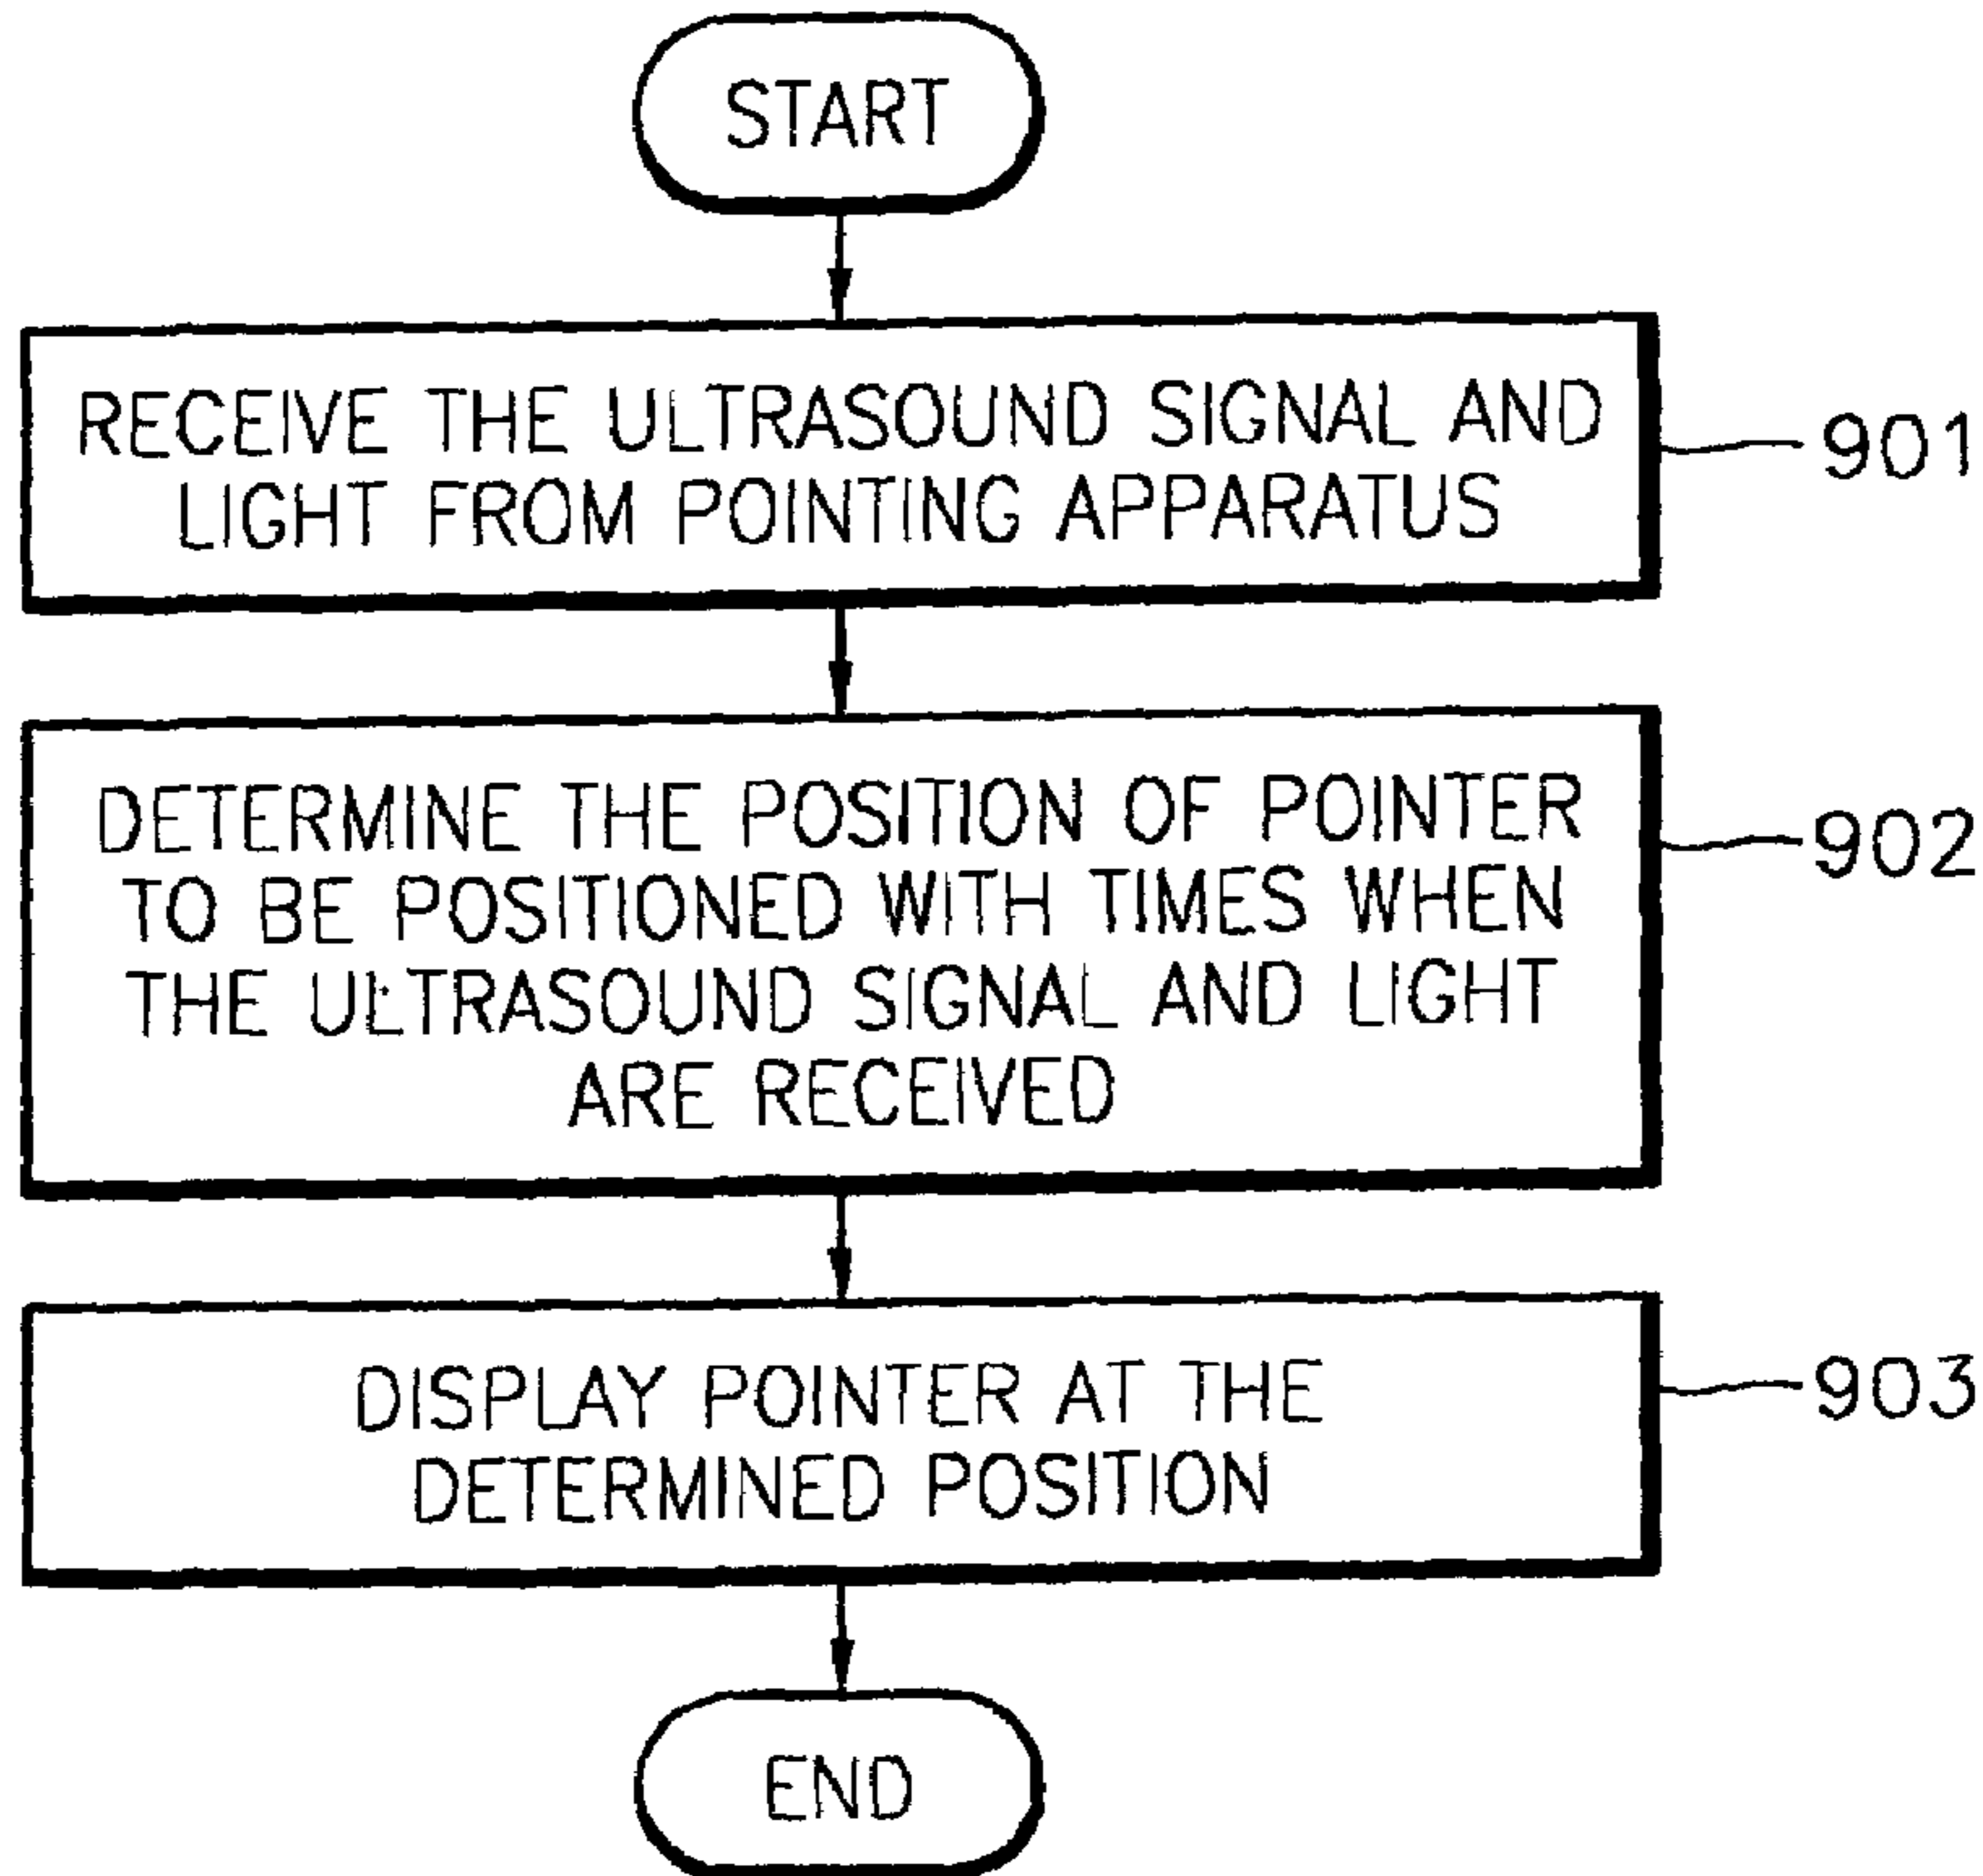 START
RECEIVE THE ULTRASOUND SIGNAL AND
LIGHT FROM POINTING APPARATUS
901
DETERMINE THE POSITION OF POINTER
TO BE POSITIONED WITH TIMES WHEN
THE ULTRASOUND SIGNAL AND LIGHT
ARE RECEIVED
902
DISPLAY POINTER AT THE
DETERMINED POSITION
903
END